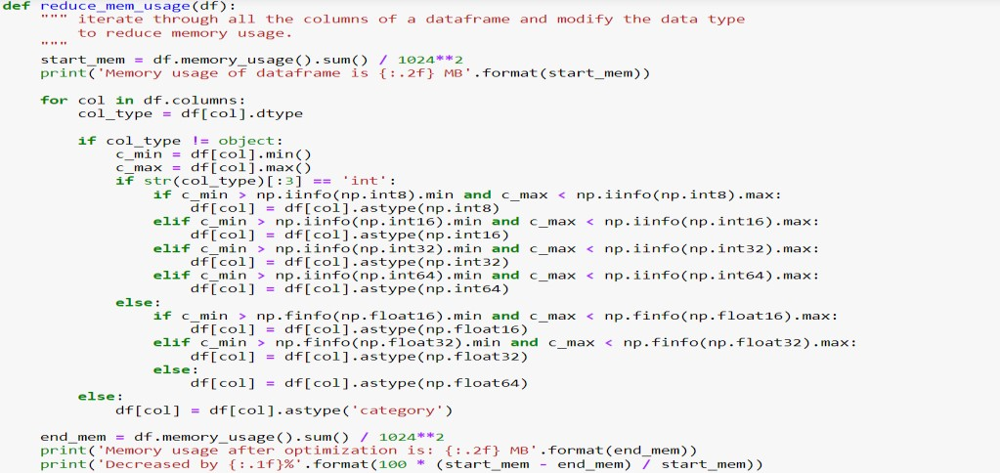 def reduce_mem_usage(df):
    """ iterate through all the columns of a dataframe and modify the data type
        to reduce memory usage.
    """
    start_mem = df.memory_usage().sum() / 1024**2
    print('Memory usage of dataframe is {:.2f} MB'.format(start_mem))

    for col in df.columns:
        col_type = df[col].dtype

        if col_type != object:
            c_min = df[col].min()
            c_max = df[col].max()
            if str(col_type)[:3] == 'int':
                if c_min > np.iinfo(np.int8).min and c_max < np.iinfo(np.int8).max:
                    df[col] = df[col].astype(np.int8)
                elif c_min > np.iinfo(np.int16).min and c_max < np.iinfo(np.int16).max:
                    df[col] = df[col].astype(np.int16)
                elif c_min > np.iinfo(np.int32).min and c_max < np.iinfo(np.int32).max:
                    df[col] = df[col].astype(np.int32)
                elif c_min > np.iinfo(np.int64).min and c_max < np.iinfo(np.int64).max:
                    df[col] = df[col].astype(np.int64)
            else:
                if c_min > np.finfo(np.float16).min and c_max < np.finfo(np.float16).max:
                    df[col] = df[col].astype(np.float16)
                elif c_min > np.finfo(np.float32).min and c_max < np.finfo(np.float32).max:
                    df[col] = df[col].astype(np.float32)
                else:
                    df[col] = df[col].astype(np.float64)
        else:
            df[col] = df[col].astype('category')

    end_mem = df.memory_usage().sum() / 1024**2
    print('Memory usage after optimization is: {:.2f} MB'.format(end_mem))
    print('Decreased by {:.1f}%'.format(100 * (start_mem - end_mem) / start_mem))